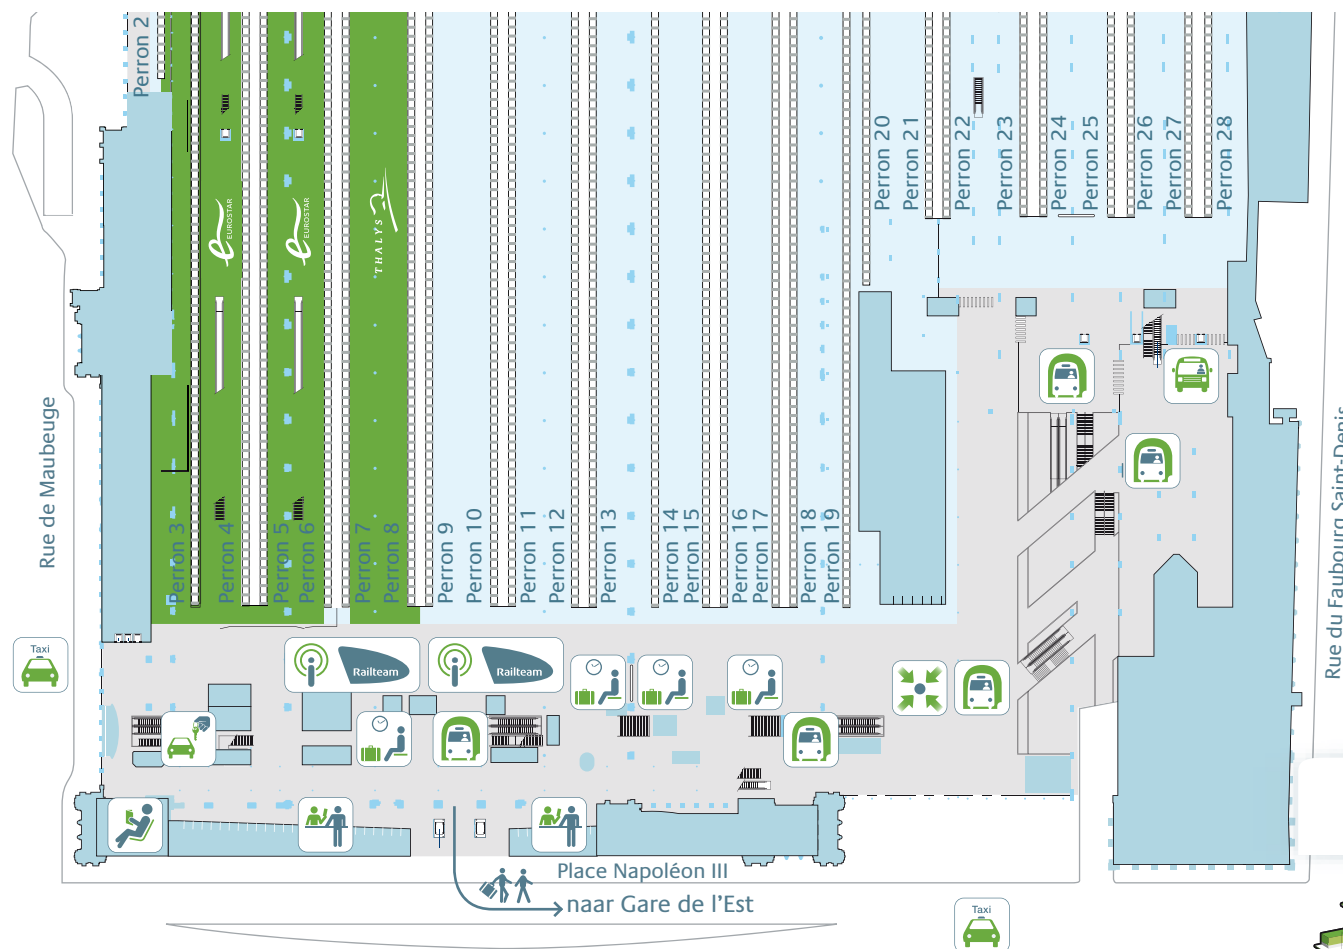 Perron 2
Perron 20
Perron 21
Perron 22
Perron 23
Perron 24
Perron 25
Perron 26
Perron 27
Perron 28
EUROSTAR
EUROSTAR
THALYS
Rue de Maubeuge
Rue du Faubourg Saint-Denis
Perron 3
Perron 4
Perron 5
Perron 6
Perron 7
Perron 8
Perron 9
Perron 10
Perron 11
Perron 12
Perron 13
Perron 14
Perron 15
Perron 16
Perron 17
Perron 18
Perron 19
Taxi
Railteam
Railteam
Place Napoléon III
naar Gare de l'Est
Taxi